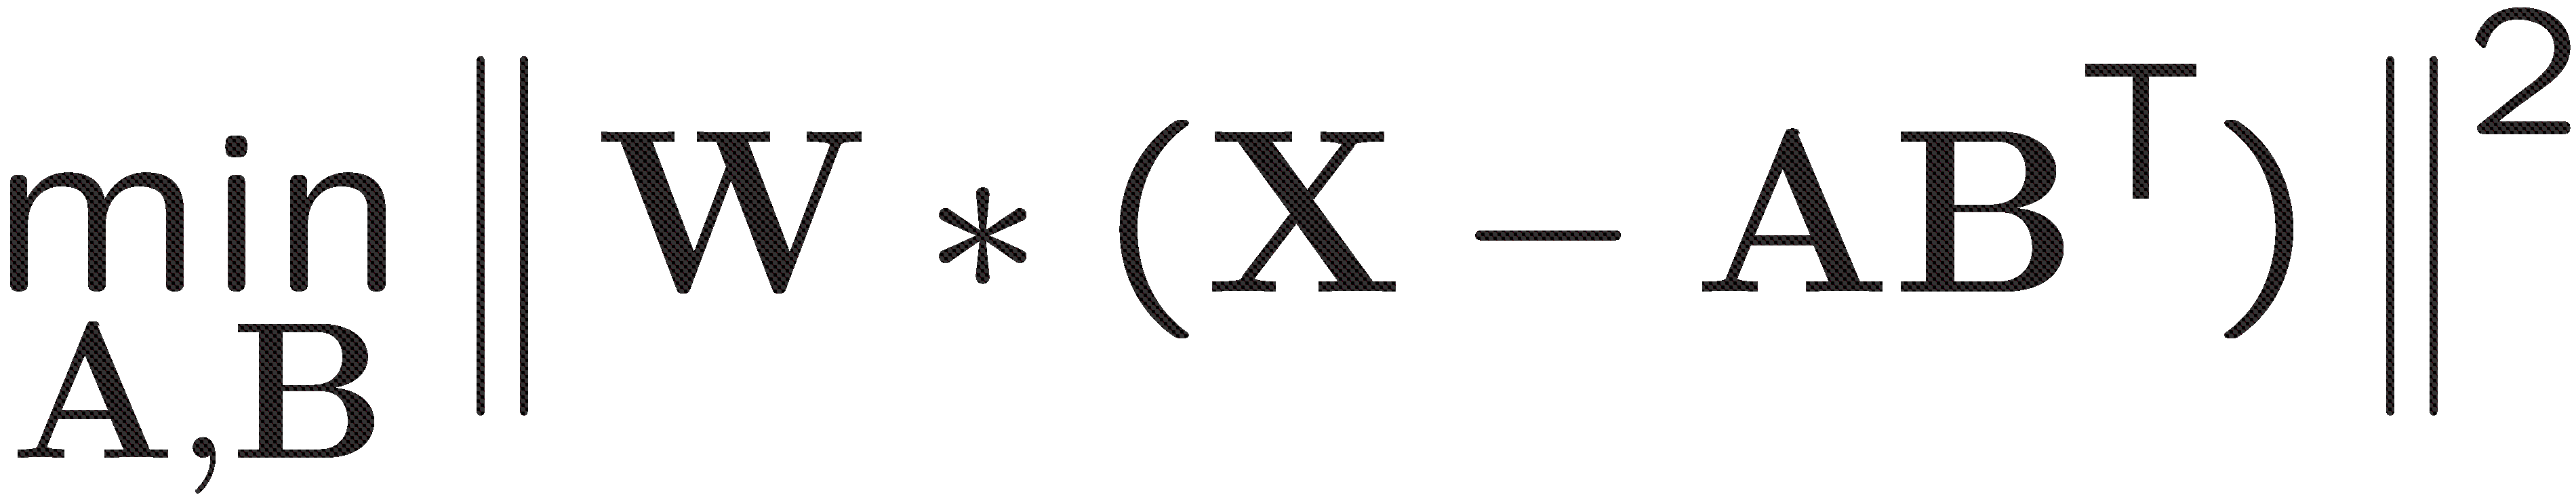 min ‖ W * (X − ABᵀ) ‖²
A,B